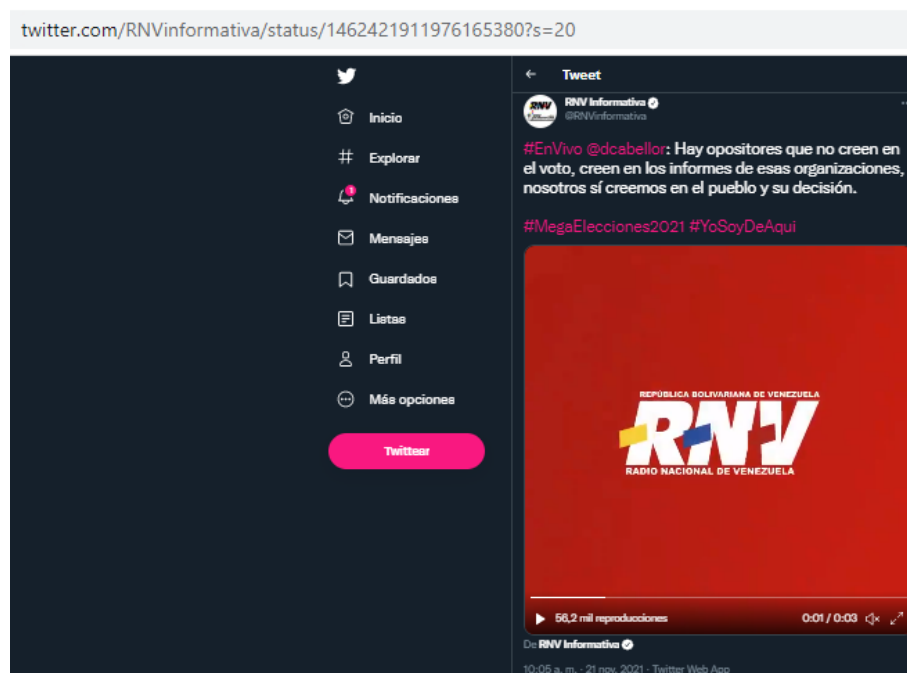 twitter.com/RNVinformativa/status/1462421911976165380?s=20
Inicio
Explorar
1
Notificaciones
Mensajes
Guardados
Listas
Perfil
Más opciones
Twittear
Tweet
RNV
RNV Informativa
@RNVinformativa
#EnVivo @dcabellor: Hay opositores que no creen en
el voto, creen en los informes de esas organizaciones,
nosotros sí creemos en el pueblo y su decisión.
#MegaElecciones2021 #YoSoyDeAqui
REPÚBLICA BOLIVARIANA DE VENEZUELA
RNV
RADIO NACIONAL DE VENEZUELA
56,2 mil reproducciones
0:01 / 0:03
De RNV Informativa
10:05 a. m. · 21 nov. 2021 · Twitter Web App